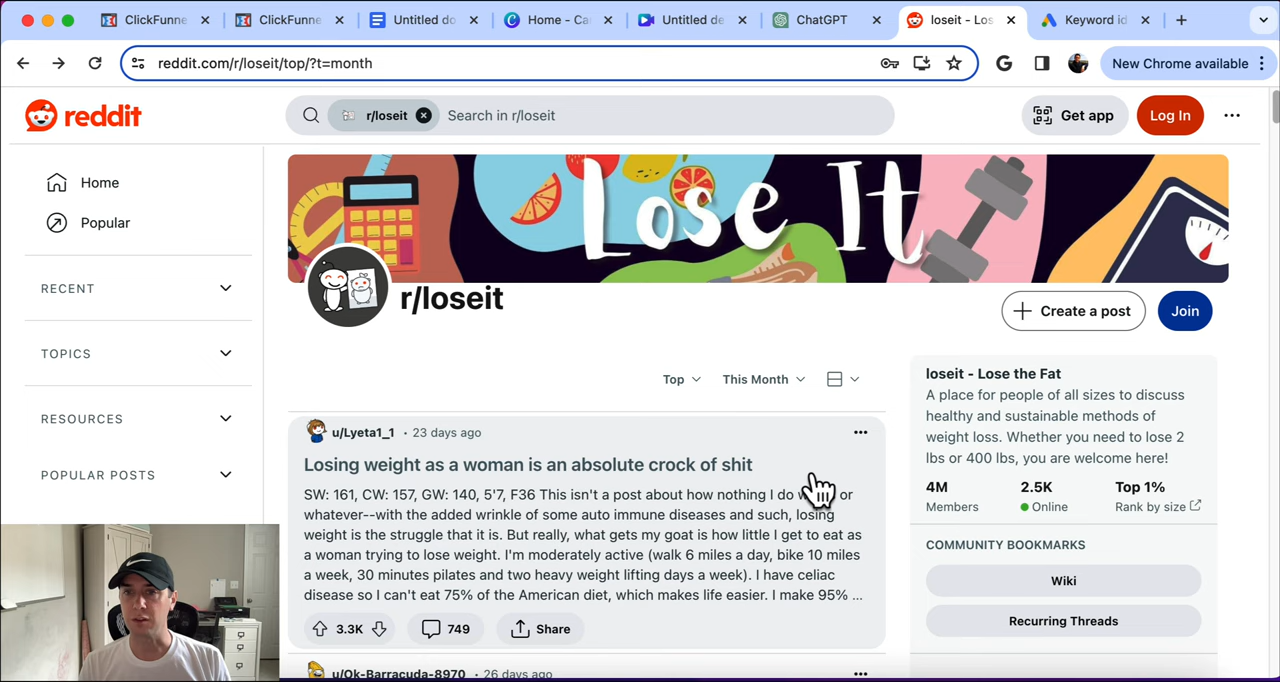 ClickFunne
ClickFunne
Untitled do
Home - Ca
Untitled de
ChatGPT
loseit - Los
Keyword id
reddit.com/r/loseit/top/?t=month
New Chrome available
reddit
r/loseit
Search in r/loseit
Get app
Log In
Home
Popular
RECENT
TOPICS
RESOURCES
POPULAR POSTS
Lose It
r/loseit
Create a post
Join
Top
This Month
u/Lyeta1_1 • 23 days ago
Losing weight as a woman is an absolute crock of shit
SW: 161, CW: 157, GW: 140, 5'7, F36 This isn't a post about how nothing I do or
whatever--with the added wrinkle of some auto immune diseases and such, losing
weight is the struggle that it is. But really, what gets my goat is how little I get to eat as
a woman trying to lose weight. I'm moderately active (walk 6 miles a day, bike 10 miles
a week, 30 minutes pilates and two heavy weight lifting days a week). I have celiac
disease so I can't eat 75% of the American diet, which makes life easier. I make 95% ...
3.3K
749
Share
u/Ok-Barracuda-8970 • 26 days ago
loseit - Lose the Fat
A place for people of all sizes to discuss
healthy and sustainable methods of
weight loss. Whether you need to lose 2
lbs or 400 lbs, you are welcome here!
4M
2.5K
Top 1%
Members
Online
Rank by size
COMMUNITY BOOKMARKS
Wiki
Recurring Threads